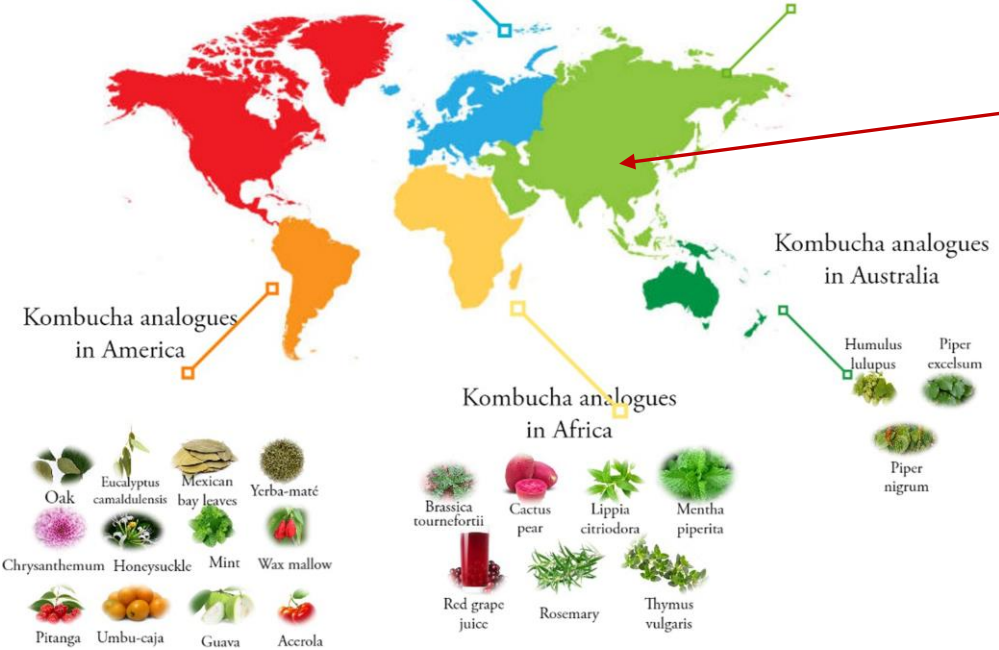 Kombucha analogues
in Australia
Kombucha analogues
in America
Kombucha analogues
in Africa
Humulus
lulupus
Piper
excelsum
Piper
nigrum
Oak
Eucalyptus
camaldulensis
Mexican
bay leaves
Yerba-maté
Chrysanthemum
Honeysuckle
Mint
Wax mallow
Pitanga
Umbu-caja
Guava
Acerola
Brassica
tournefortii
Cactus
pear
Lippia
citriodora
Mentha
piperita
Red grape
juice
Rosemary
Thymus
vulgaris